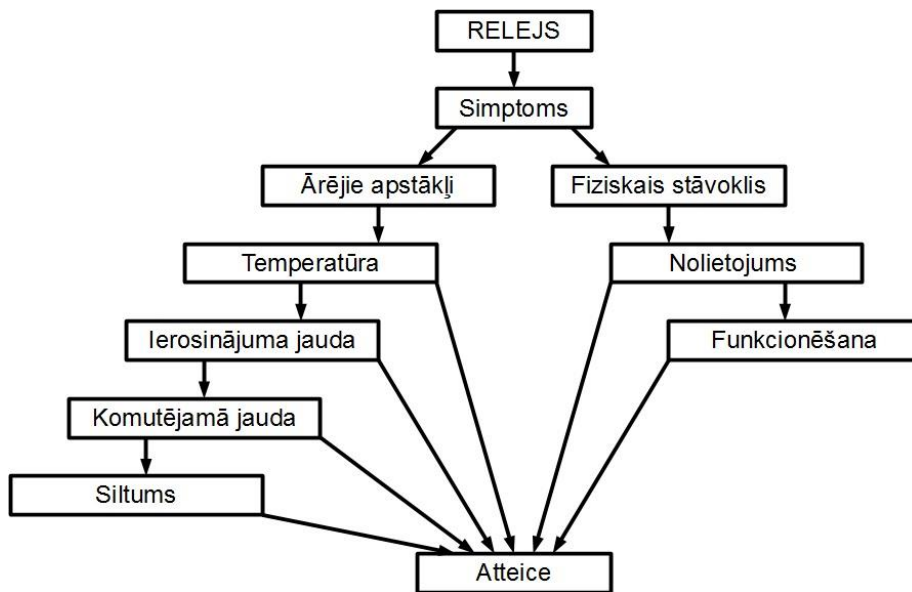 RELEJS
Simptoms
Ārējie apstākļi
Fiziskais stāvoklis
Temperatūra
Nolietojums
Ierosinājuma jauda
Funkcionēšana
Komutējamā jauda
Siltums
Atteice